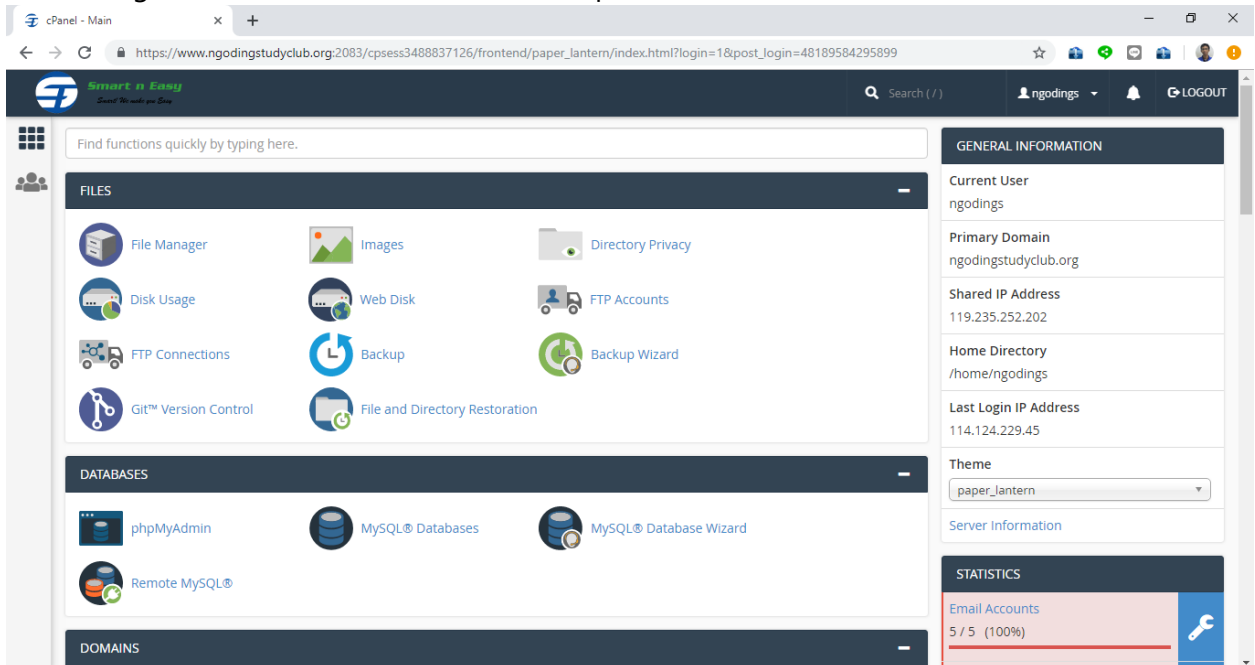 cPanel - Main
https://www.ngodingstudyclub.org:2083/cpsess3488837126/frontend/paper_lantern/index.html?login=1&post_login=48189584295899
Smart n Easy
Search ( / )
ngodings
LOGOUT
Find functions quickly by typing here.
FILES
File Manager
Images
Directory Privacy
Disk Usage
Web Disk
FTP Accounts
FTP Connections
Backup
Backup Wizard
Git™ Version Control
File and Directory Restoration
DATABASES
phpMyAdmin
MySQL® Databases
MySQL® Database Wizard
Remote MySQL®
DOMAINS
GENERAL INFORMATION
Current User
ngodings
Primary Domain
ngodingstudyclub.org
Shared IP Address
119.235.252.202
Home Directory
/home/ngodings
Last Login IP Address
114.124.229.45
Theme
paper_lantern
Server Information
STATISTICS
Email Accounts
5 / 5 (100%)